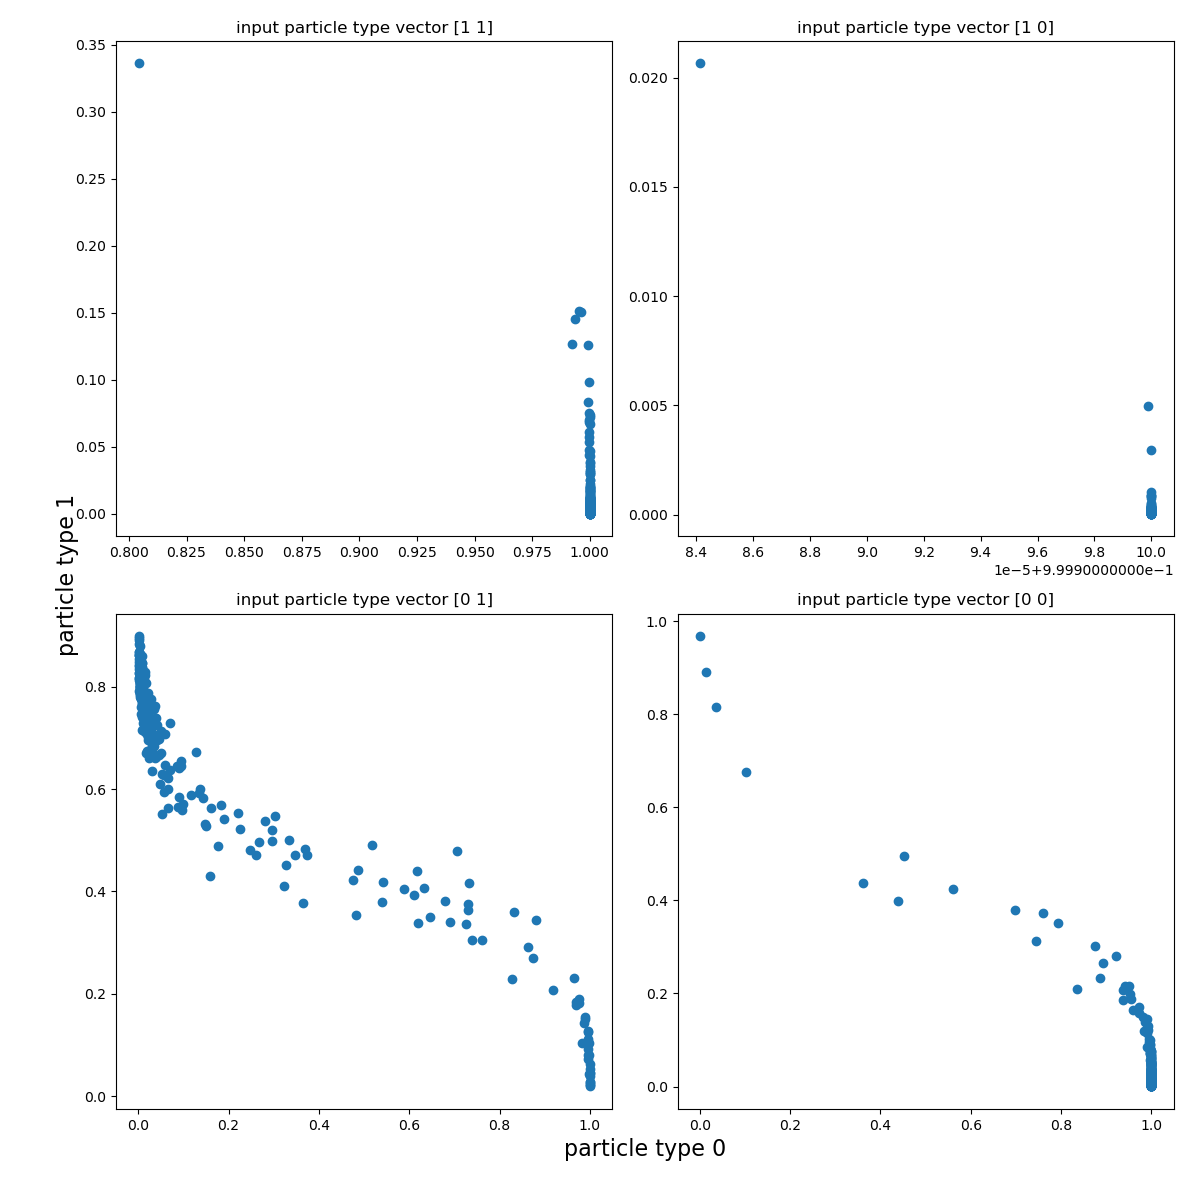 input particle type vector [1 1]
0.35
0.30
0.25
0.20
0.15
0.10
0.05
0.00
0.800 0.825 0.850 0.875 0.900 0.925 0.950 0.975 1.000
input particle type vector [1 0]
0.020
0.015
0.010
0.005
0.000
8.4 8.6 8.8 9.0 9.2 9.4 9.6 9.8 10.0
1e−5+9.9990000000e−1
particle type 1
input particle type vector [0 1]
0.8
0.6
0.4
0.2
0.0
0.0 0.2 0.4 0.6 0.8 1.0
input particle type vector [0 0]
1.0
0.8
0.6
0.4
0.2
0.0
0.0 0.2 0.4 0.6 0.8 1.0
particle type 0